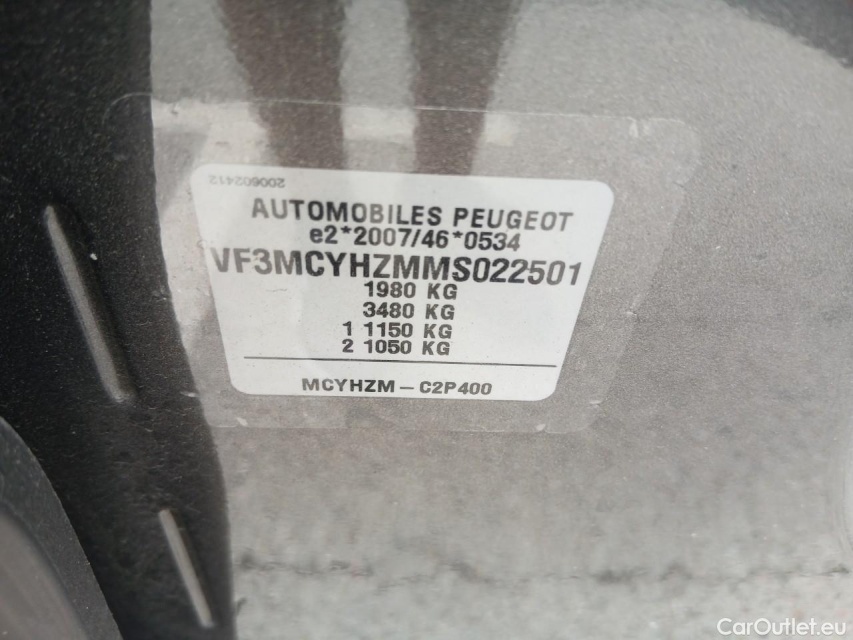 200602412
AUTOMOBILES PEUGEOT
e2*2007/46*0534
VF3MCYHZMMS022501
1980 KG
3480 KG
1 1150 KG
2 1050 KG
MCYHZM – C2P400
CarOutlet.eu